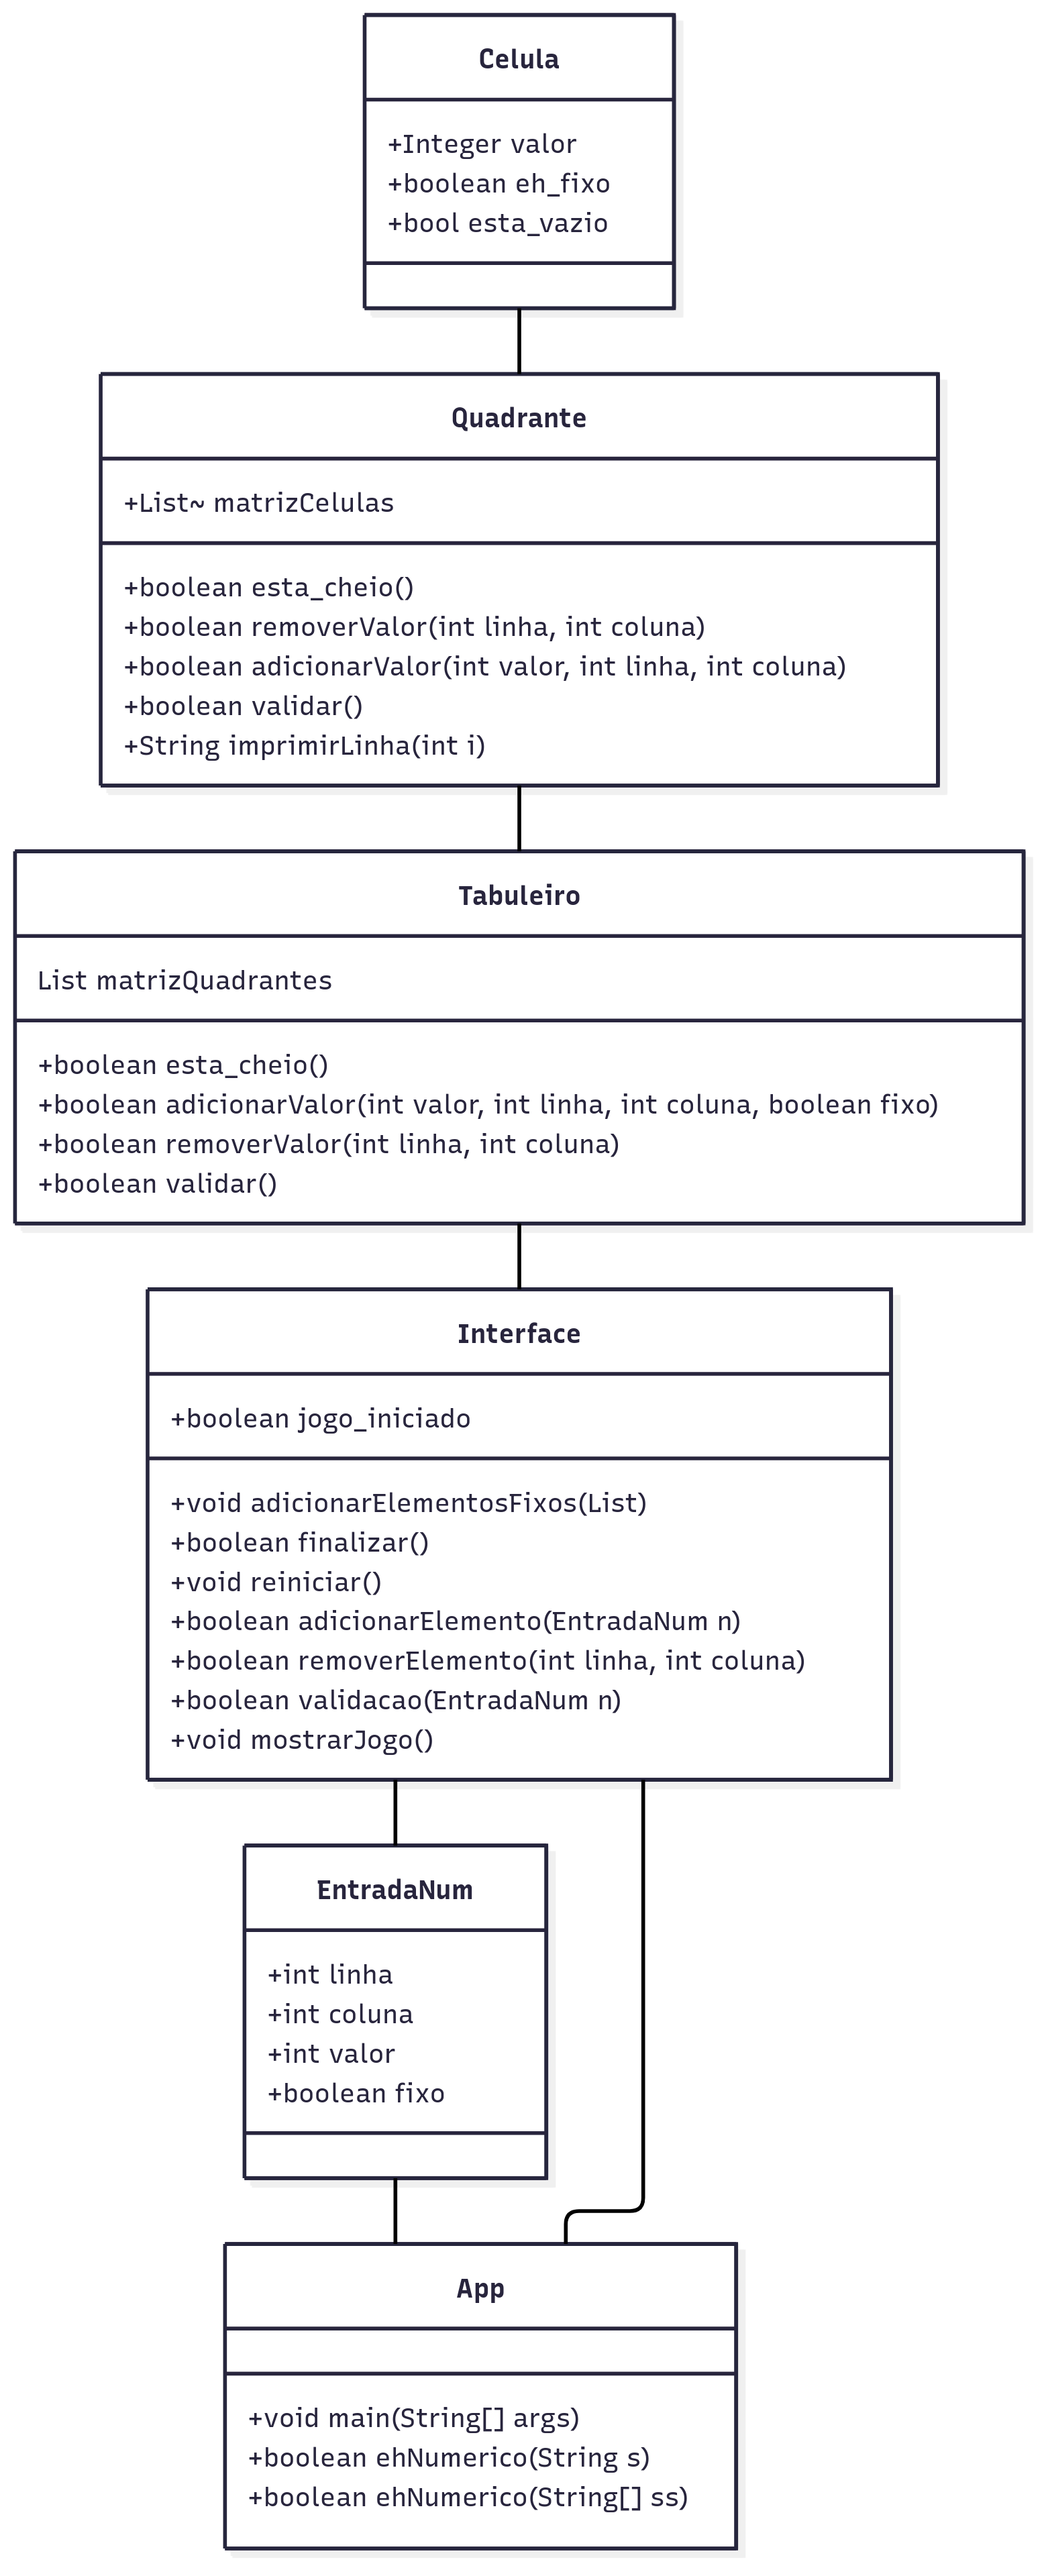 Celula
+Integer valor
+boolean eh_fixo
+bool esta_vazio
Quadrante
+List~ matrizCelulas
+boolean esta_cheio()
+boolean removerValor(int linha, int coluna)
+boolean adicionarValor(int valor, int linha, int coluna)
+boolean validar()
+String imprimirLinha(int i)
Tabuleiro
List matrizQuadrantes
+boolean esta_cheio()
+boolean adicionarValor(int valor, int linha, int coluna, boolean fixo)
+boolean removerValor(int linha, int coluna)
+boolean validar()
Interface
+boolean jogo_iniciado
+void adicionarElementosFixos(List)
+boolean finalizar()
+void reiniciar()
+boolean adicionarElemento(EntradaNum n)
+boolean removerElemento(int linha, int coluna)
+boolean validacao(EntradaNum n)
+void mostrarJogo()
EntradaNum
+int linha
+int coluna
+int valor
+boolean fixo
App
+void main(String[] args)
+boolean ehNumerico(String s)
+boolean ehNumerico(String[] ss)